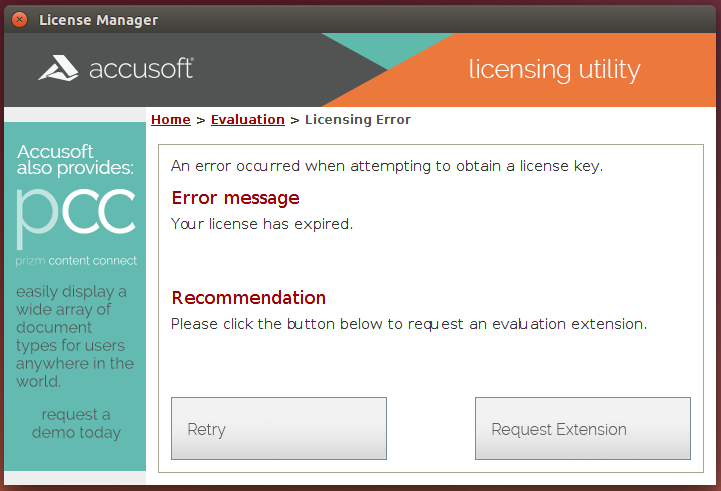 License Manager
accusoft®
licensing utility
Home > Evaluation > Licensing Error
Accusoft
also provides:
pcc
prizm content connect
easily display a
wide array of
document
types for users
anywhere in the
world.
request a
demo today
An error occurred when attempting to obtain a license key.
Error message
Your license has expired.
Recommendation
Please click the button below to request an evaluation extension.
Retry
Request Extension